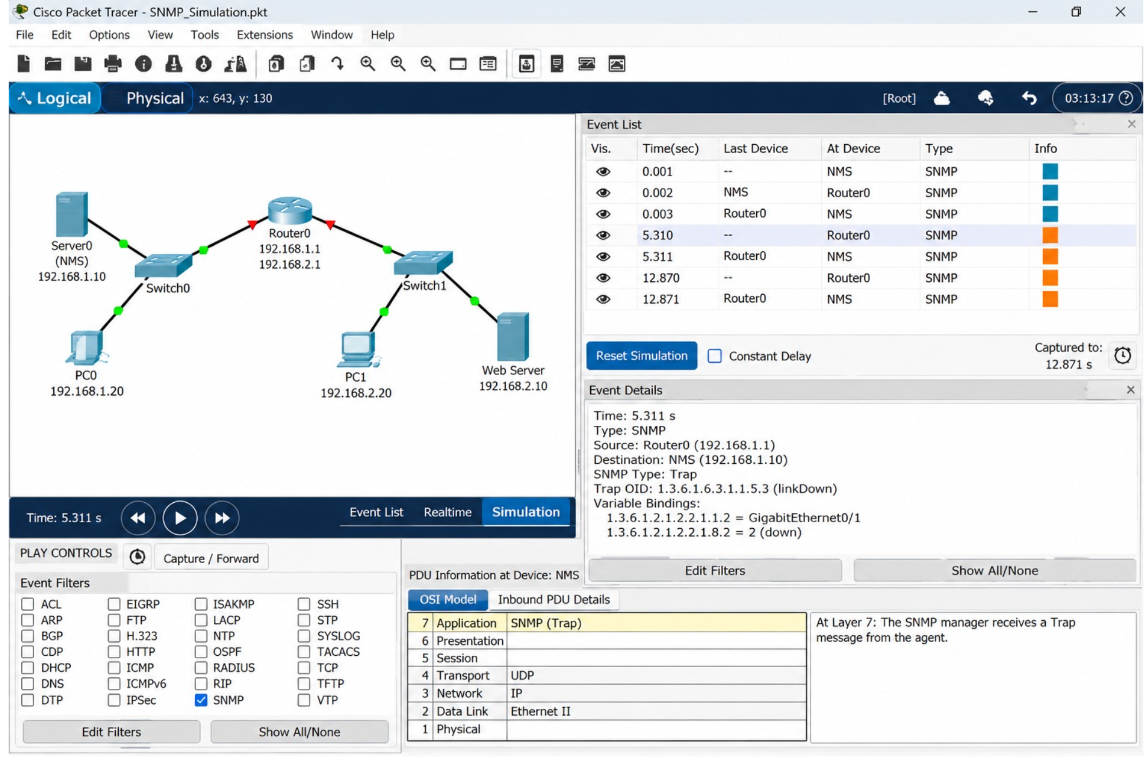 Cisco Packet Tracer - SNMP_Simulation.pkt
File Edit Options View Tools Extensions Window Help
Logical Physical x: 643, y: 130 [Root] 03:13:17
Server0
(NMS)
192.168.1.10
Switch0
PC0
192.168.1.20
Router0
192.168.1.1
192.168.2.1
Switch1
PC1
192.168.2.20
Web Server
192.168.2.10
Time: 5.311 s Event List Realtime Simulation
Event List
Vis. Time(sec) Last Device At Device Type Info
0.001 -- NMS SNMP
0.002 NMS Router0 SNMP
0.003 Router0 NMS SNMP
5.310 -- Router0 SNMP
5.311 Router0 NMS SNMP
12.870 -- Router0 SNMP
12.871 Router0 NMS SNMP
Reset Simulation Constant Delay Captured to:
12.871 s
Event Details
Time: 5.311 s
Type: SNMP
Source: Router0 (192.168.1.1)
Destination: NMS (192.168.1.10)
SNMP Type: Trap
Trap OID: 1.3.6.1.6.3.1.1.5.3 (linkDown)
Variable Bindings:
1.3.6.1.2.1.2.2.1.1.2 = GigabitEthernet0/1
1.3.6.1.2.1.2.2.1.8.2 = 2 (down)
Edit Filters Show All/None
PLAY CONTROLS Capture / Forward
Event Filters
ACL EIGRP ISAKMP SSH
ARP FTP LACP STP
BGP H.323 NTP SYSLOG
CDP HTTP OSPF TACACS
DHCP ICMP RADIUS TCP
DNS ICMPv6 RIP TFTP
DTP IPSec SNMP VTP
Edit Filters Show All/None
PDU Information at Device: NMS
OSI Model Inbound PDU Details
7 Application SNMP (Trap)
6 Presentation
5 Session
4 Transport UDP
3 Network IP
2 Data Link Ethernet II
1 Physical
At Layer 7: The SNMP manager receives a Trap
message from the agent.